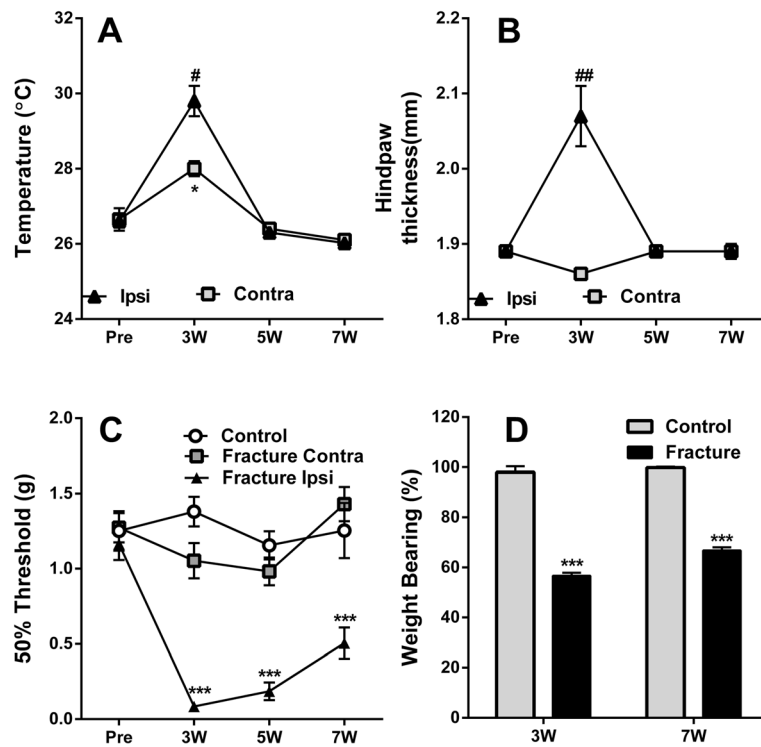 A
Temperature (°C)
32
30
28
26
24
#
*
Ipsi
Contra
Pre
3W
5W
7W
B
Hindpaw
thickness(mm)
2.2
2.1
2.0
1.9
1.8
##
Ipsi
Contra
Pre
3W
5W
7W
C
50% Threshold (g)
2.0
1.5
1.0
0.5
0.0
Control
Fracture Contra
Fracture Ipsi
***
***
***
Pre
3W
5W
7W
D
Weight Bearing (%)
120
100
80
60
40
20
0
Control
Fracture
***
***
3W
7W